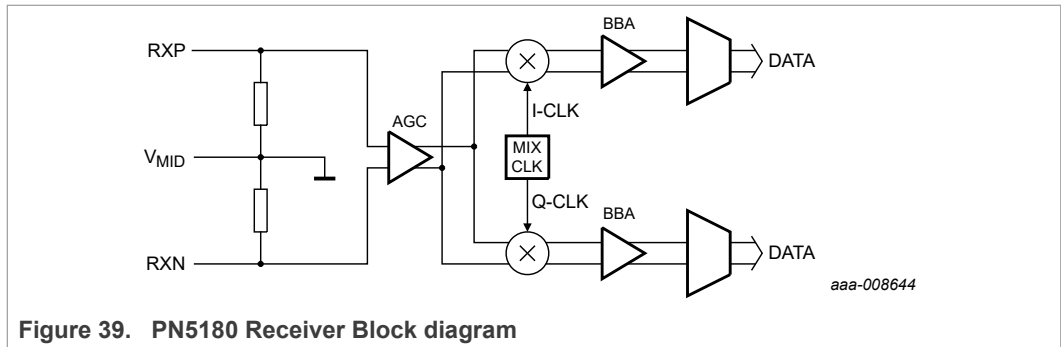 RXP
V MID
RXN
AGC
BBA
I-CLK
MIX
CLK
Q-CLK
BBA
DATA
DATA
aaa-008644
Figure 39. PN5180 Receiver Block diagram